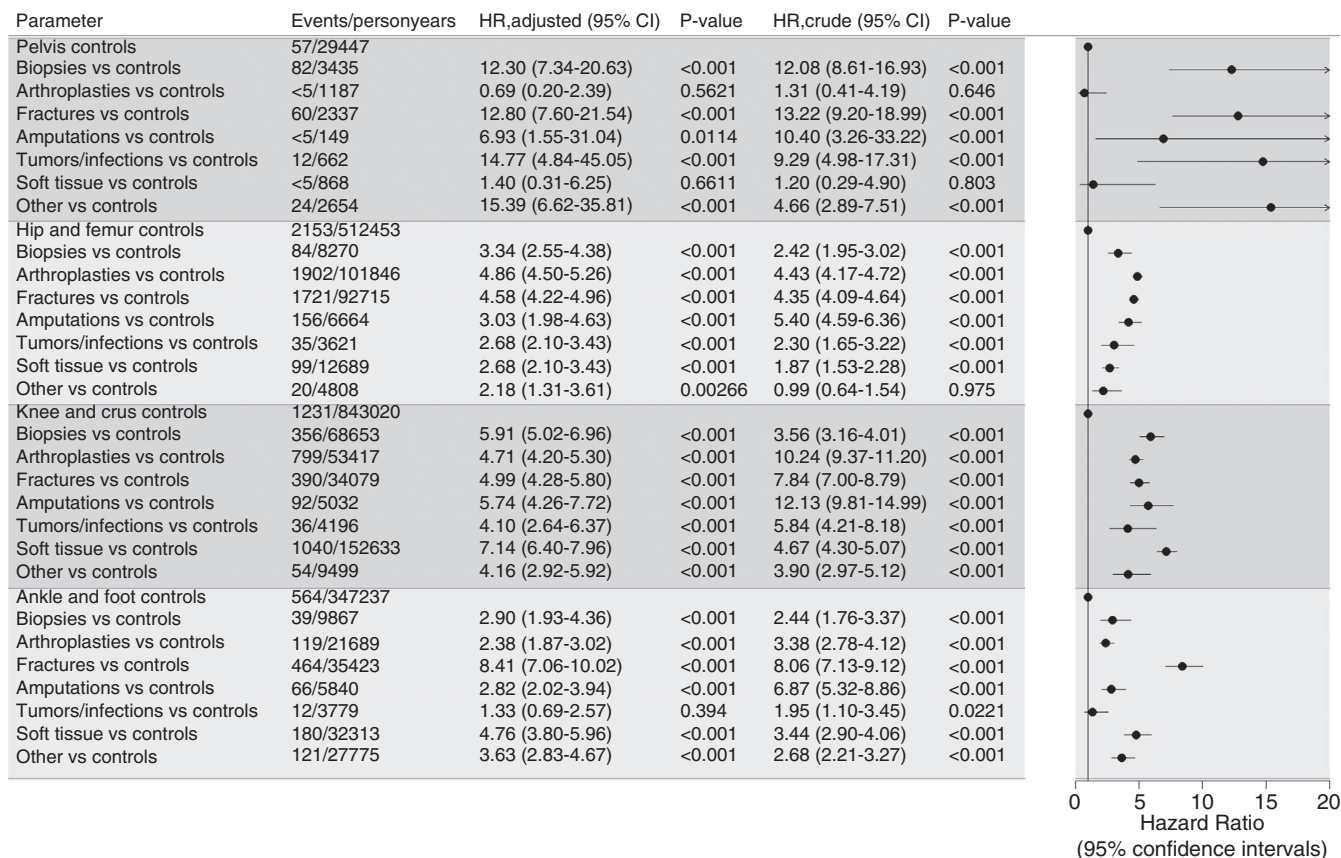 Parameter Events/personyears HR,adjusted (95% CI) P-value HR,crude (95% CI) P-value
Pelvis controls 57/29447
Biopsies vs controls 82/3435 12.30 (7.34-20.63) <0.001 12.08 (8.61-16.93) <0.001
Arthroplasties vs controls <5/1187 0.69 (0.20-2.39) 0.5621 1.31 (0.41-4.19) 0.646
Fractures vs controls 60/2337 12.80 (7.60-21.54) <0.001 13.22 (9.20-18.99) <0.001
Amputations vs controls <5/149 6.93 (1.55-31.04) 0.0114 10.40 (3.26-33.22) <0.001
Tumors/infections vs controls 12/662 14.77 (4.84-45.05) <0.001 9.29 (4.98-17.31) <0.001
Soft tissue vs controls <5/868 1.40 (0.31-6.25) 0.6611 1.20 (0.29-4.90) 0.803
Other vs controls 24/2654 15.39 (6.62-35.81) <0.001 4.66 (2.89-7.51) <0.001
Hip and femur controls 2153/512453
Biopsies vs controls 84/8270 3.34 (2.55-4.38) <0.001 2.42 (1.95-3.02) <0.001
Arthroplasties vs controls 1902/101846 4.86 (4.50-5.26) <0.001 4.43 (4.17-4.72) <0.001
Fractures vs controls 1721/92715 4.58 (4.22-4.96) <0.001 4.35 (4.09-4.64) <0.001
Amputations vs controls 156/6664 3.03 (1.98-4.63) <0.001 5.40 (4.59-6.36) <0.001
Tumors/infections vs controls 35/3621 2.68 (2.10-3.43) <0.001 2.30 (1.65-3.22) <0.001
Soft tissue vs controls 99/12689 2.68 (2.10-3.43) <0.001 1.87 (1.53-2.28) <0.001
Other vs controls 20/4808 2.18 (1.31-3.61) 0.00266 0.99 (0.64-1.54) 0.975
Knee and crus controls 1231/843020
Biopsies vs controls 356/68653 5.91 (5.02-6.96) <0.001 3.56 (3.16-4.01) <0.001
Arthroplasties vs controls 799/53417 4.71 (4.20-5.30) <0.001 10.24 (9.37-11.20) <0.001
Fractures vs controls 390/34079 4.99 (4.28-5.80) <0.001 7.84 (7.00-8.79) <0.001
Amputations vs controls 92/5032 5.74 (4.26-7.72) <0.001 12.13 (9.81-14.99) <0.001
Tumors/infections vs controls 36/4196 4.10 (2.64-6.37) <0.001 5.84 (4.21-8.18) <0.001
Soft tissue vs controls 1040/152633 7.14 (6.40-7.96) <0.001 4.67 (4.30-5.07) <0.001
Other vs controls 54/9499 4.16 (2.92-5.92) <0.001 3.90 (2.97-5.12) <0.001
Ankle and foot controls 564/347237
Biopsies vs controls 39/9867 2.90 (1.93-4.36) <0.001 2.44 (1.76-3.37) <0.001
Arthroplasties vs controls 119/21689 2.38 (1.87-3.02) <0.001 3.38 (2.78-4.12) <0.001
Fractures vs controls 464/35423 8.41 (7.06-10.02) <0.001 8.06 (7.13-9.12) <0.001
Amputations vs controls 66/5840 2.82 (2.02-3.94) <0.001 6.87 (5.32-8.86) <0.001
Tumors/infections vs controls 12/3779 1.33 (0.69-2.57) 0.394 1.95 (1.10-3.45) 0.0221
Soft tissue vs controls 180/32313 4.76 (3.80-5.96) <0.001 3.44 (2.90-4.06) <0.001
Other vs controls 121/27775 3.63 (2.83-4.67) <0.001 2.68 (2.21-3.27) <0.001
0 5 10 15 20
Hazard Ratio
(95% confidence intervals)